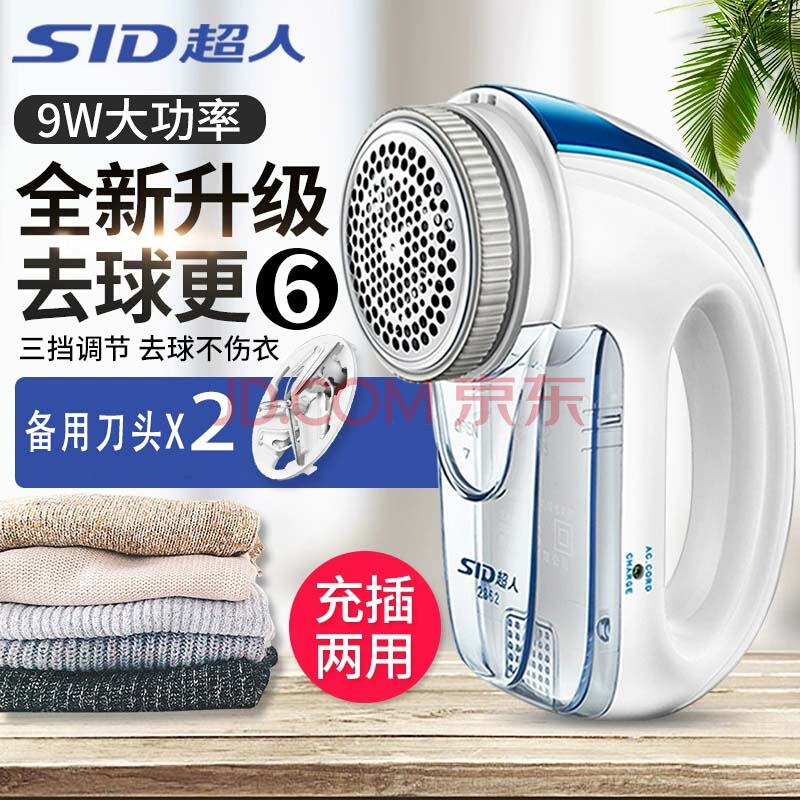 SID超人
9W大功率
全新升级
去球更6
三挡调节 去球不伤衣
备用刀头X2
JD.COM 京东
OPEN
SID超人
2862
AC.CORD
CHARGE
充插
两用